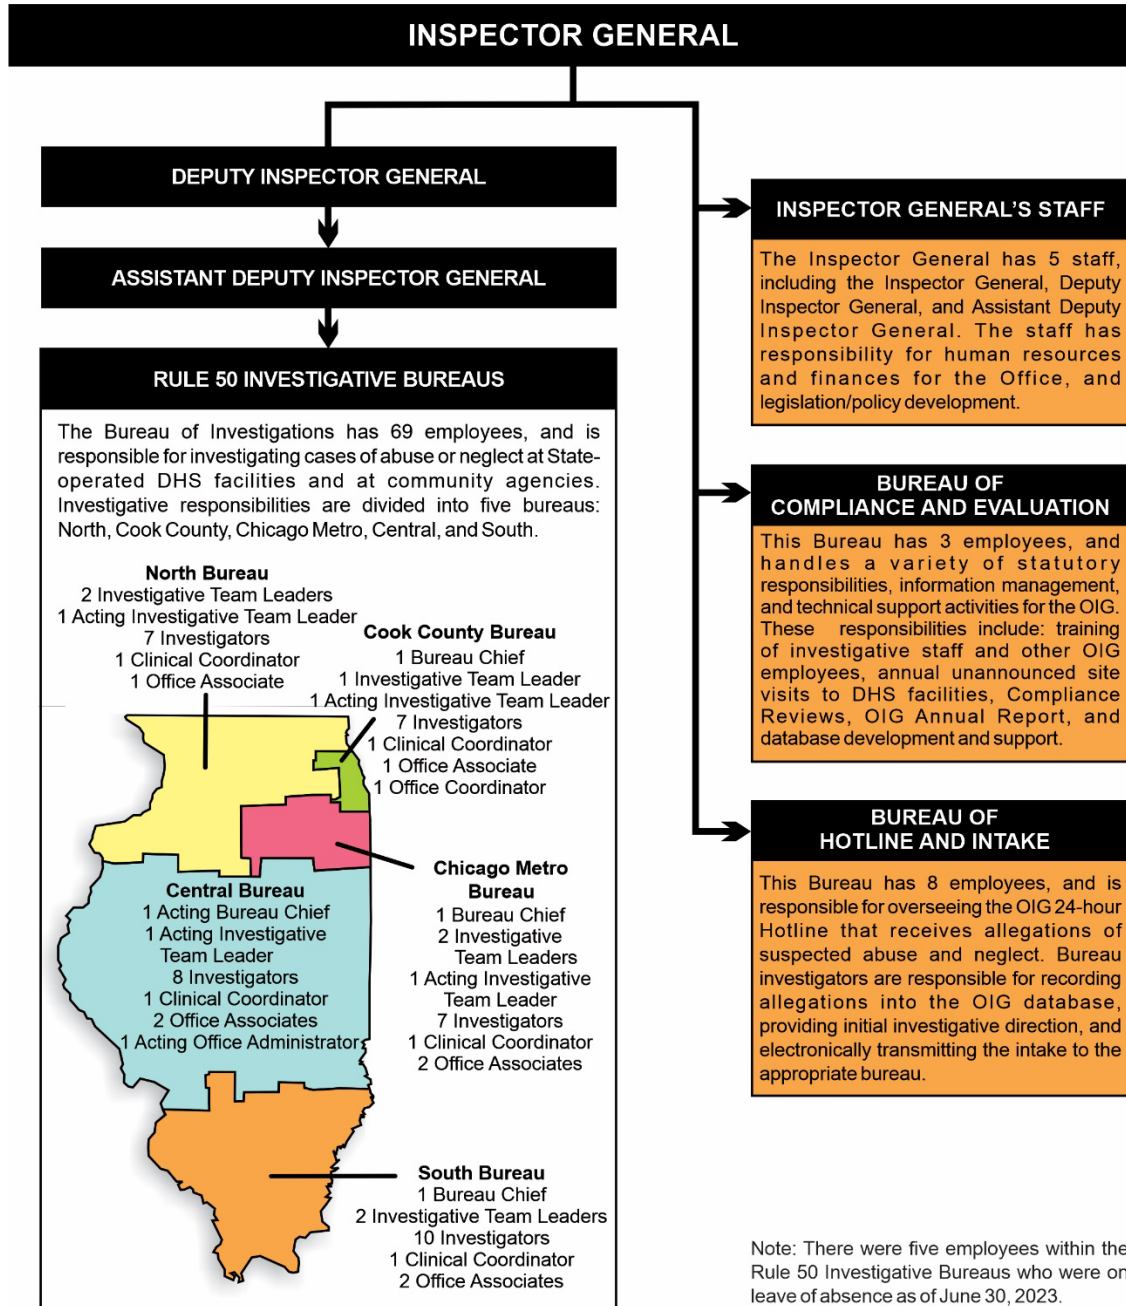 INSPECTOR GENERAL
DEPUTY INSPECTOR GENERAL
ASSISTANT DEPUTY INSPECTOR GENERAL
RULE 50 INVESTIGATIVE BUREAUS
The Bureau of Investigations has 69 employees, and is
responsible for investigating cases of abuse or neglect at State-
operated DHS facilities and at community agencies.
Investigative responsibilities are divided into five bureaus:
North, Cook County, Chicago Metro, Central, and South.
North Bureau
2 Investigative Team Leaders
1 Acting Investigative Team Leader
7 Investigators
1 Clinical Coordinator
1 Office Associate
Cook County Bureau
1 Bureau Chief
1 Investigative Team Leader
1 Acting Investigative Team Leader
7 Investigators
1 Clinical Coordinator
1 Office Associate
1 Office Coordinator
Central Bureau
1 Acting Bureau Chief
1 Acting Investigative
Team Leader
8 Investigators
1 Clinical Coordinator
2 Office Associates
1 Acting Office Administrator
Chicago Metro
Bureau
1 Bureau Chief
2 Investigative
Team Leaders
1 Acting Investigative
Team Leader
7 Investigators
1 Clinical Coordinator
2 Office Associates
South Bureau
1 Bureau Chief
2 Investigative Team Leaders
10 Investigators
1 Clinical Coordinator
2 Office Associates
INSPECTOR GENERAL'S STAFF
The Inspector General has 5 staff,
including the Inspector General, Deputy
Inspector General, and Assistant Deputy
Inspector General. The staff has
responsibility for human resources
and finances for the Office, and
legislation/policy development.
BUREAU OF
COMPLIANCE AND EVALUATION
This Bureau has 3 employees, and
handles a variety of statutory
responsibilities, information management,
and technical support activities for the OIG.
These responsibilities include: training
of investigative staff and other OIG
employees, annual unannounced site
visits to DHS facilities, Compliance
Reviews, OIG Annual Report, and
database development and support.
BUREAU OF
HOTLINE AND INTAKE
This Bureau has 8 employees, and is
responsible for overseeing the OIG 24-hour
Hotline that receives allegations of
suspected abuse and neglect. Bureau
investigators are responsible for recording
allegations into the OIG database,
providing initial investigative direction, and
electronically transmitting the intake to the
appropriate bureau.
Note: There were five employees within the
Rule 50 Investigative Bureaus who were on
leave of absence as of June 30, 2023.